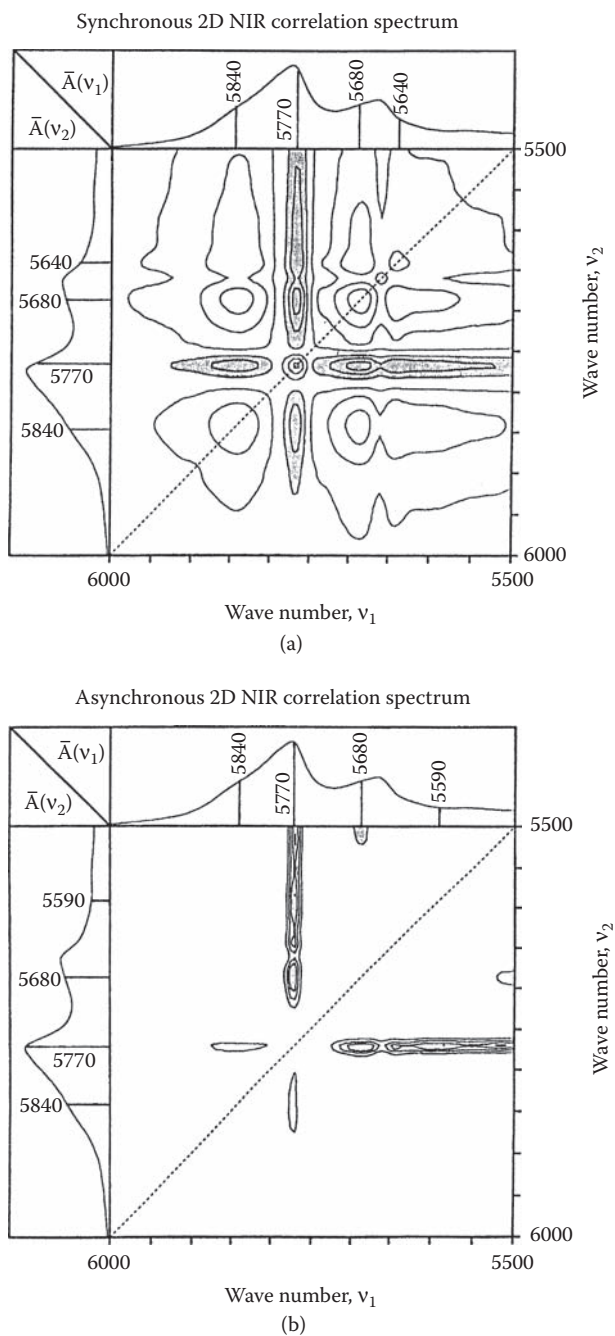 Synchronous 2D NIR correlation spectrum
Ā(ν₁)
Ā(ν₂)
5840
5770
5680
5640
5500
5640
5680
5770
5840
Wave number, ν₂
6000
6000
5500
Wave number, ν₁
(a)
Asynchronous 2D NIR correlation spectrum
Ā(ν₁)
Ā(ν₂)
5840
5770
5680
5590
5500
5590
5680
5770
5840
Wave number, ν₂
6000
6000
5500
Wave number, ν₁
(b)